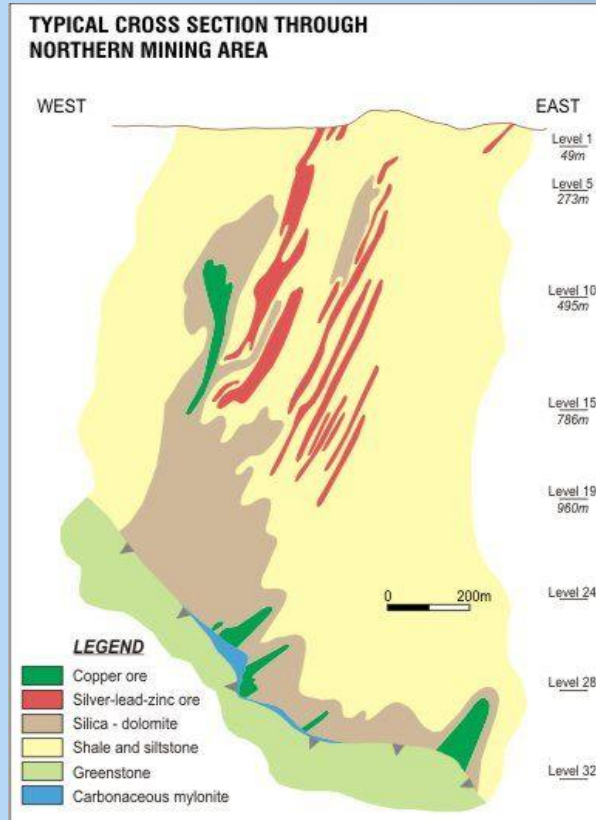 TYPICAL CROSS SECTION THROUGH
NORTHERN MINING AREA
WEST
EAST
Level 1
49m
Level 5
273m
Level 10
495m
Level 15
786m
Level 19
960m
Level 24
0 200m
Level 28
Level 32
LEGEND
Copper ore
Silver-lead-zinc ore
Silica - dolomite
Shale and siltstone
Greenstone
Carbonaceous mylonite